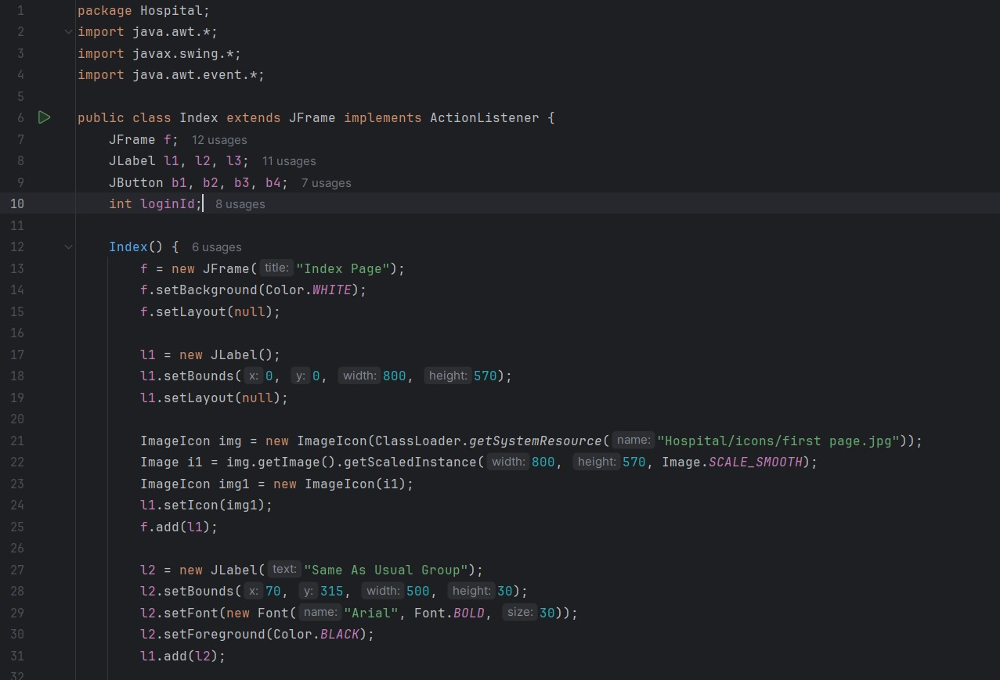 1 package Hospital;
2 import java.awt.*;
3 import javax.swing.*;
4 import java.awt.event.*;
5
6 public class Index extends JFrame implements ActionListener {
7 JFrame f; 12 usages
8 JLabel l1, l2, l3; 11 usages
9 JButton b1, b2, b3, b4; 7 usages
10 int loginId; 8 usages
11
12 Index() { 6 usages
13 f = new JFrame( title: "Index Page");
14 f.setBackground(Color.WHITE);
15 f.setLayout(null);
16
17 l1 = new JLabel();
18 l1.setBounds( x: 0, y: 0, width: 800, height: 570);
19 l1.setLayout(null);
20
21 ImageIcon img = new ImageIcon(ClassLoader.getSystemResource( name: "Hospital/icons/first page.jpg"));
22 Image i1 = img.getImage().getScaledInstance( width: 800, height: 570, Image.SCALE_SMOOTH);
23 ImageIcon img1 = new ImageIcon(i1);
24 l1.setIcon(img1);
25 f.add(l1);
26
27 l2 = new JLabel( text: "Same As Usual Group");
28 l2.setBounds( x: 70, y: 315, width: 500, height: 30);
29 l2.setFont(new Font( name: "Arial", Font.BOLD, size: 30));
30 l2.setForeground(Color.BLACK);
31 l1.add(l2);
32